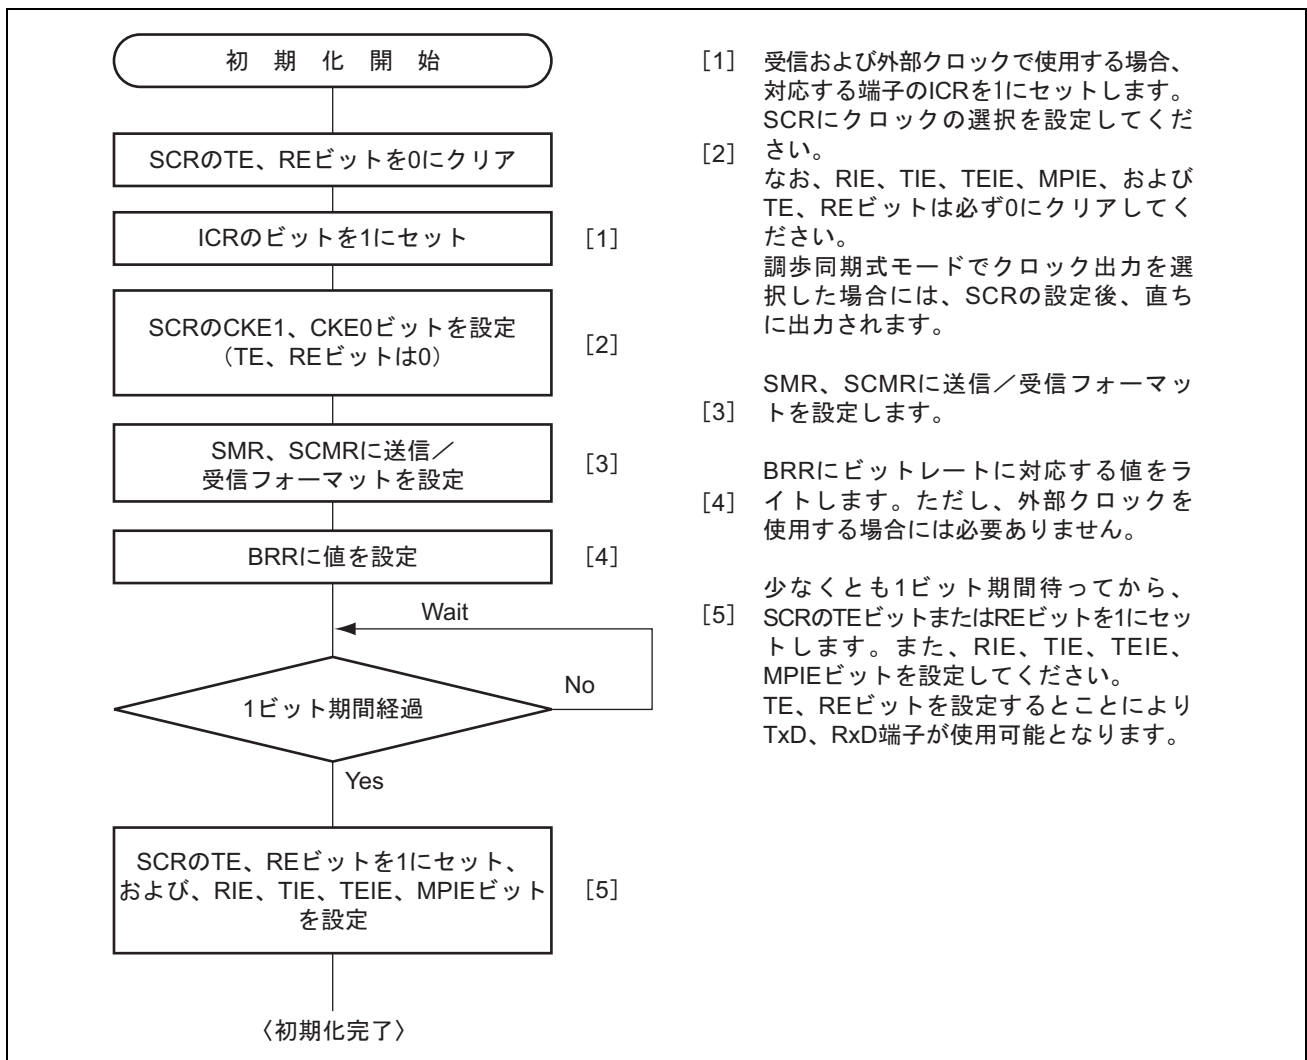 初期化開始
SCRのTE、REビットを0にクリア
ICRのビットを1にセット
[1]
SCRのCKE1、CKE0ビットを設定
（TE、REビットは0）
[2]
SMR、SCMRに送信／
受信フォーマットを設定
[3]
BRRに値を設定
[4]
Wait
1ビット期間経過
No
Yes
SCRのTE、REビットを1にセット、
および、RIE、TIE、TEIE、MPIEビット
を設定
[5]
〈初期化完了〉
[1] 受信および外部クロックで使用する場合、
対応する端子のICRを1にセットします。
SCRにクロックの選択を設定してくだ
[2] さい。
なお、RIE、TIE、TEIE、MPIE、および
TE、REビットは必ず0にクリアしてく
ださい。
調歩同期式モードでクロック出力を選
択した場合には、SCRの設定後、直ち
に出力されます。
SMR、SCMRに送信／受信フォーマッ
[3] トを設定します。
BRRにビットレートに対応する値をラ
[4] イトします。ただし、外部クロックを
使用する場合には必要ありません。
少なくとも1ビット期間待ってから、
[5] SCRのTEビットまたはREビットを1にセッ
トします。また、RIE、TIE、TEIE、
MPIEビットを設定してください。
TE、REビットを設定するとことにより
TxD、RxD端子が使用可能となります。